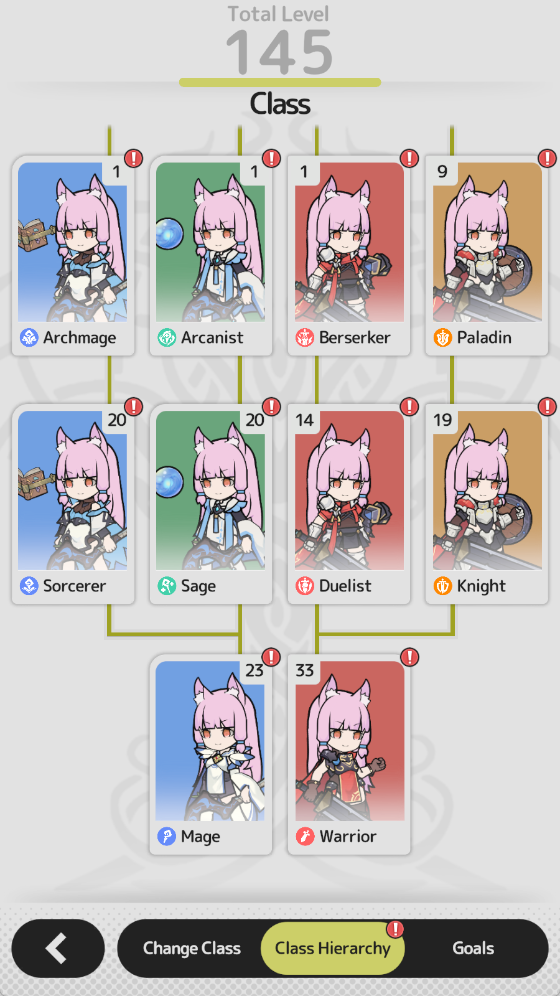 Total Level
145
Class
1
!
1
!
1
!
9
!
Archmage
Arcanist
Berserker
Paladin
20
!
20
!
14
!
19
!
Sorcerer
Sage
Duelist
Knight
23
!
33
!
Mage
Warrior
Change Class
Class Hierarchy
!
Goals